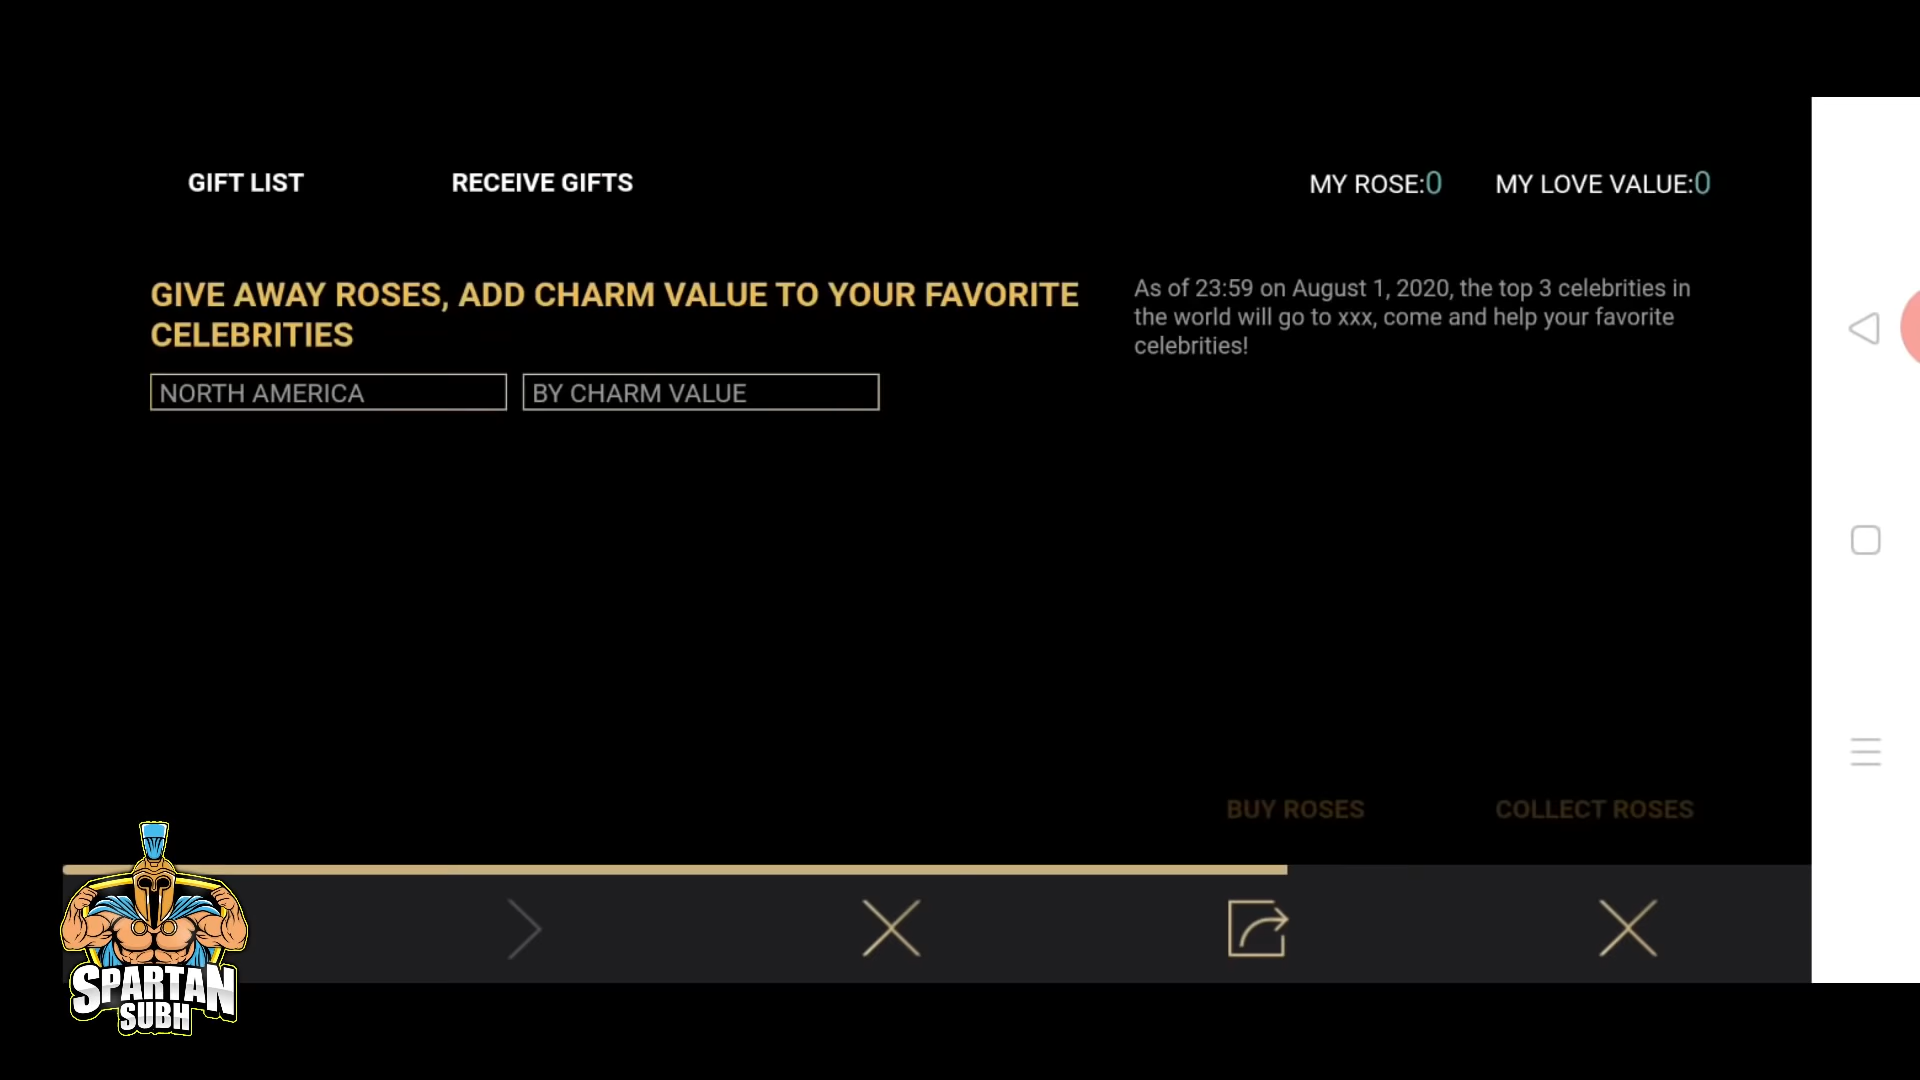 GIFT LIST
RECEIVE GIFTS
MY ROSE:0
MY LOVE VALUE:0
GIVE AWAY ROSES, ADD CHARM VALUE TO YOUR FAVORITE
CELEBRITIES
As of 23:59 on August 1, 2020, the top 3 celebrities in
the world will go to xxx, come and help your favorite
celebrities!
NORTH AMERICA
BY CHARM VALUE
BUY ROSES
COLLECT ROSES
SPARTAN
SUBH